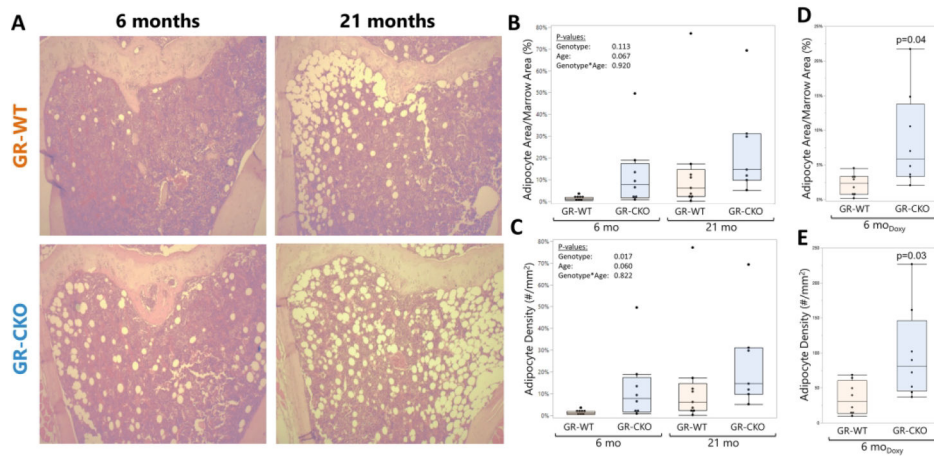 A
6 months
21 months
GR-WT
GR-CKO
B
Adipocyte Area/Marrow Area (%)
80%
70%
60%
50%
40%
30%
20%
10%
0%
P-values:
Genotype: 0.113
Age: 0.067
Genotype*Age: 0.920
GR-WT GR-CKO GR-WT GR-CKO
6 mo 21 mo
C
Adipocyte Density (#/mm²)
80%
70%
60%
50%
40%
30%
20%
10%
0%
P-values:
Genotype: 0.017
Age: 0.060
Genotype*Age: 0.822
GR-WT GR-CKO GR-WT GR-CKO
6 mo 21 mo
D
Adipocyte Area/Marrow Area (%)
25%
20%
15%
10%
5%
0%
p=0.04
GR-WT GR-CKO
6 moDoxy
E
Adipocyte Density (#/mm²)
250
200
150
100
50
0
p=0.03
GR-WT GR-CKO
6 moDoxy